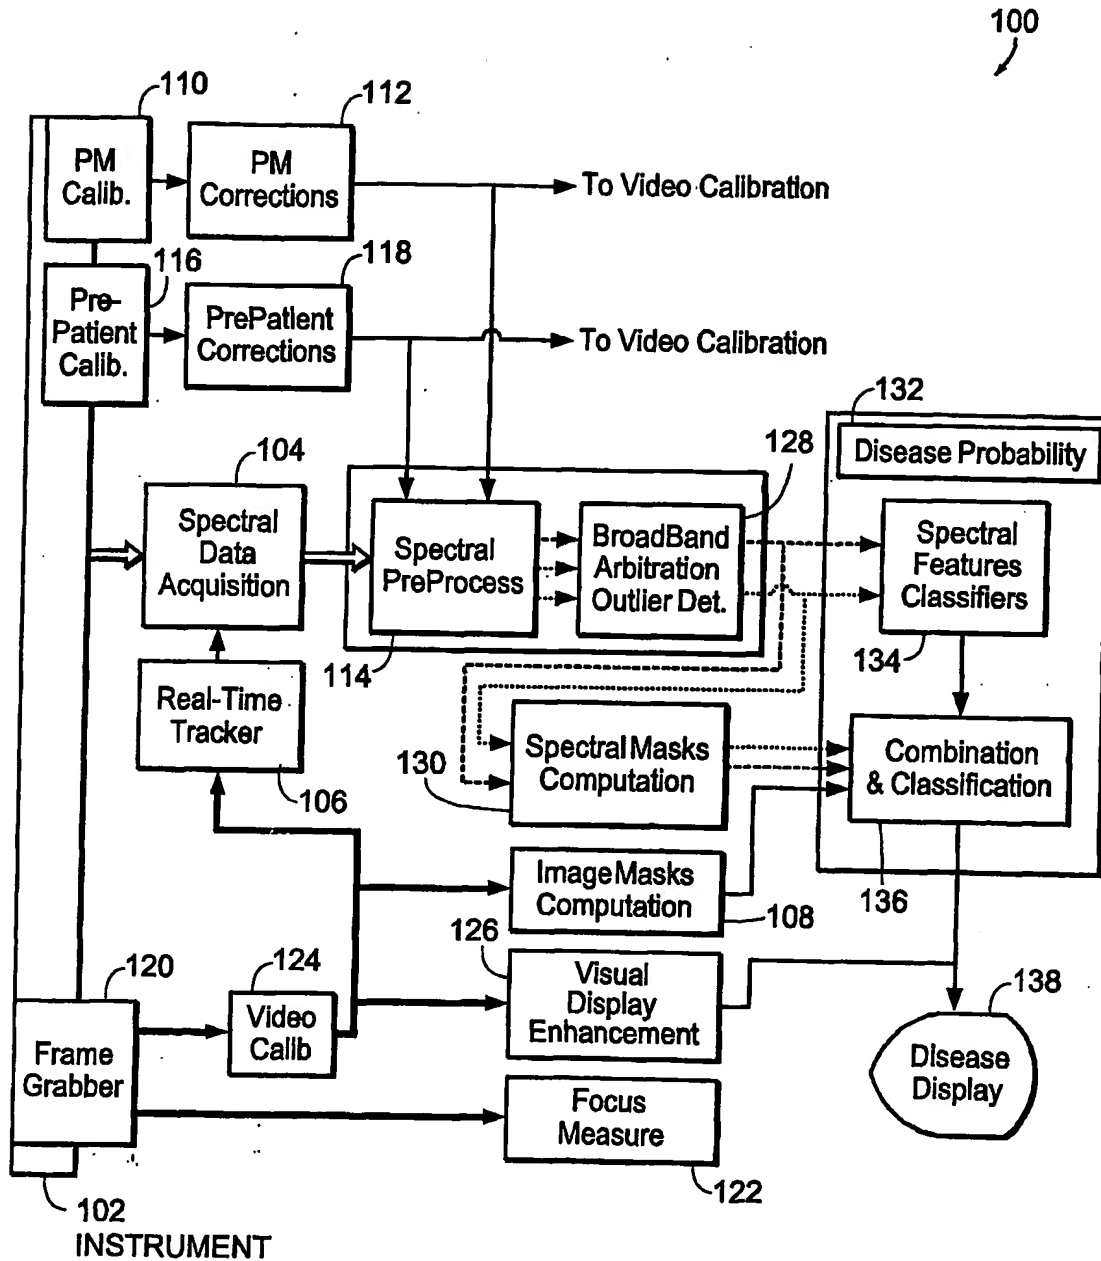 100
110
112
PM
Calib.
PM
Corrections
To Video Calibration
116
118
Pre-
Patient
Calib.
PrePatient
Corrections
To Video Calibration
132
Disease Probability
104
128
Spectral
Data
Acquisition
Spectral
PreProcess
BroadBand
Arbitration
Outlier Det.
Spectral
Features
Classifiers
114
134
Real-Time
Tracker
106
130
Spectral Masks
Computation
Combination
& Classification
136
Image Masks
Computation
108
126
120
124
Visual
Display
Enhancement
138
Frame
Grabber
Video
Calib
Disease
Display
Focus
Measure
122
102
INSTRUMENT